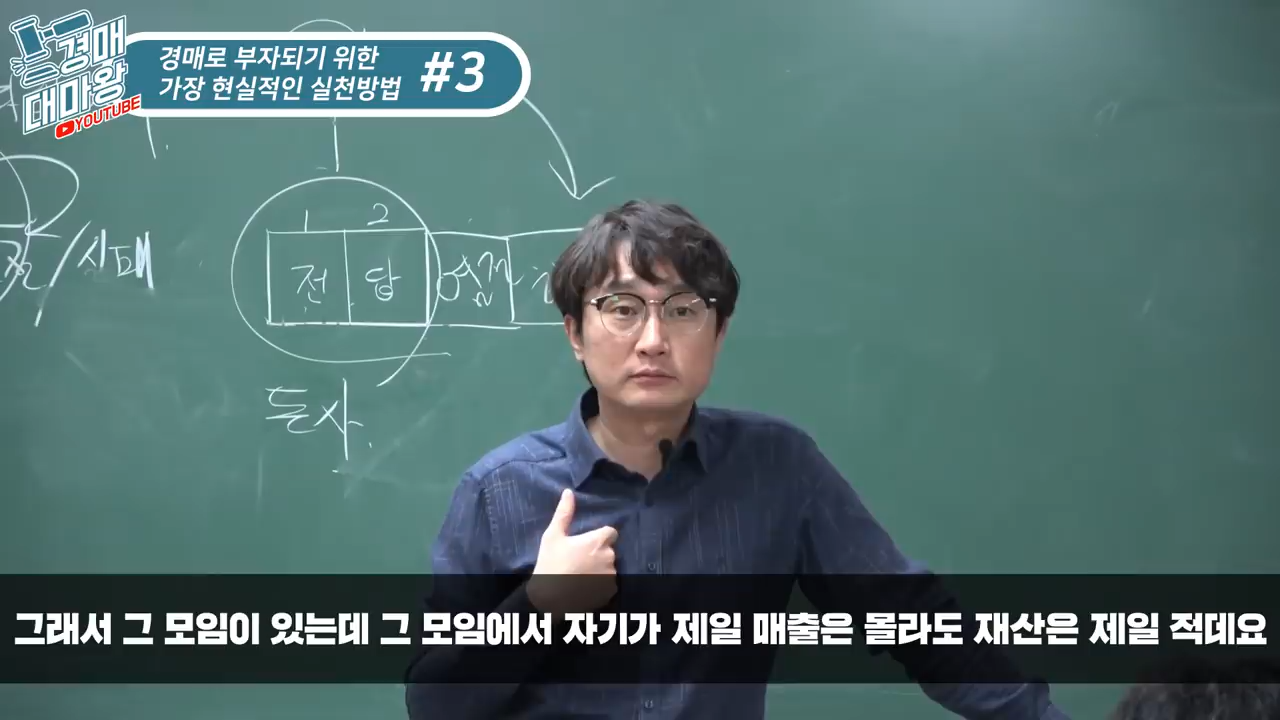 경매
대마왕
YOUTUBE
경매로 부자되기 위한
가장 현실적인 실천방법
#3
시대
1 2
전 답
돈사.
그래서 그 모임이 있는데 그 모임에서 자기가 제일 매출은 몰라도 재산은 제일 적데요